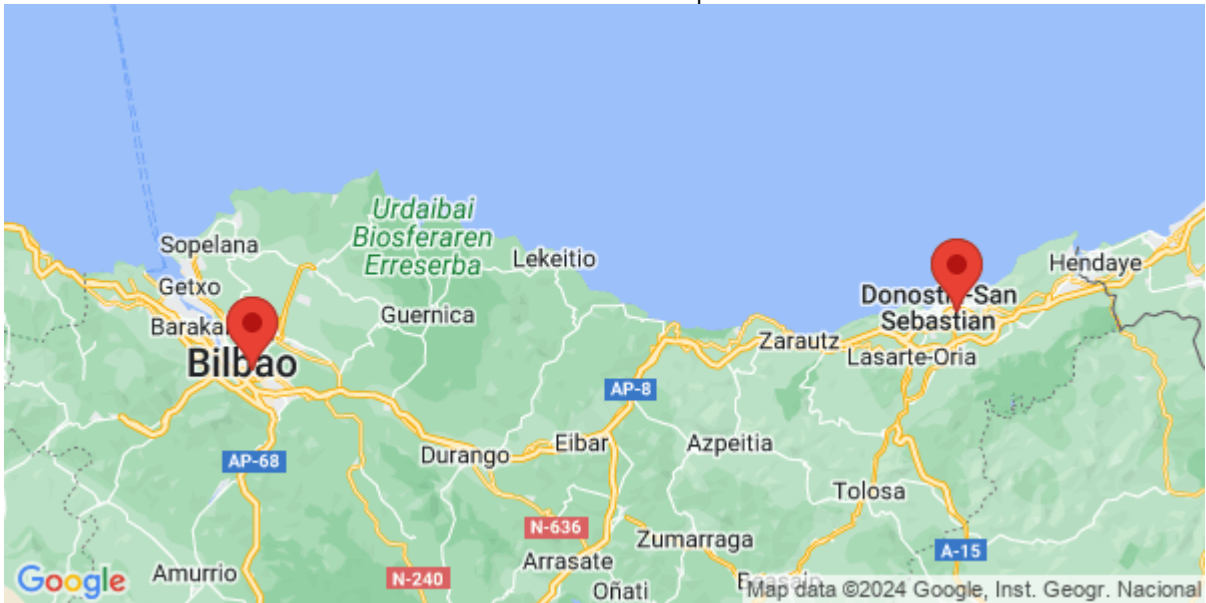 Urdaibai
Biosferaren
Erreserba
Sopelana
Lekeitio
Hendaye
Getxo
Guernica
Donostia-San
Sebastian
Bilbao
Zarautz
Lasarte-Oria
AP-8
Eibar
Azpeitia
Durango
AP-68
Tolosa
N-636
Zumarraga
A-15
Arrasate
Amurrio
N-240
Oñati
Google
Map data ©2024 Google, Inst. Geogr. Nacional